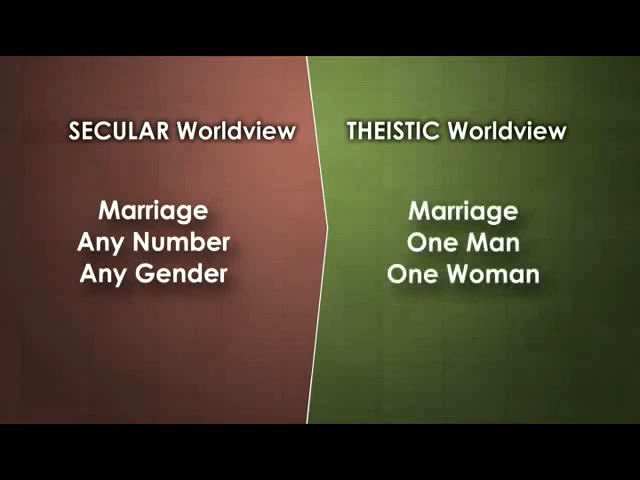 SECULAR Worldview
Marriage
Any Number
Any Gender
THEISTIC Worldview
Marriage
One Man
One Woman